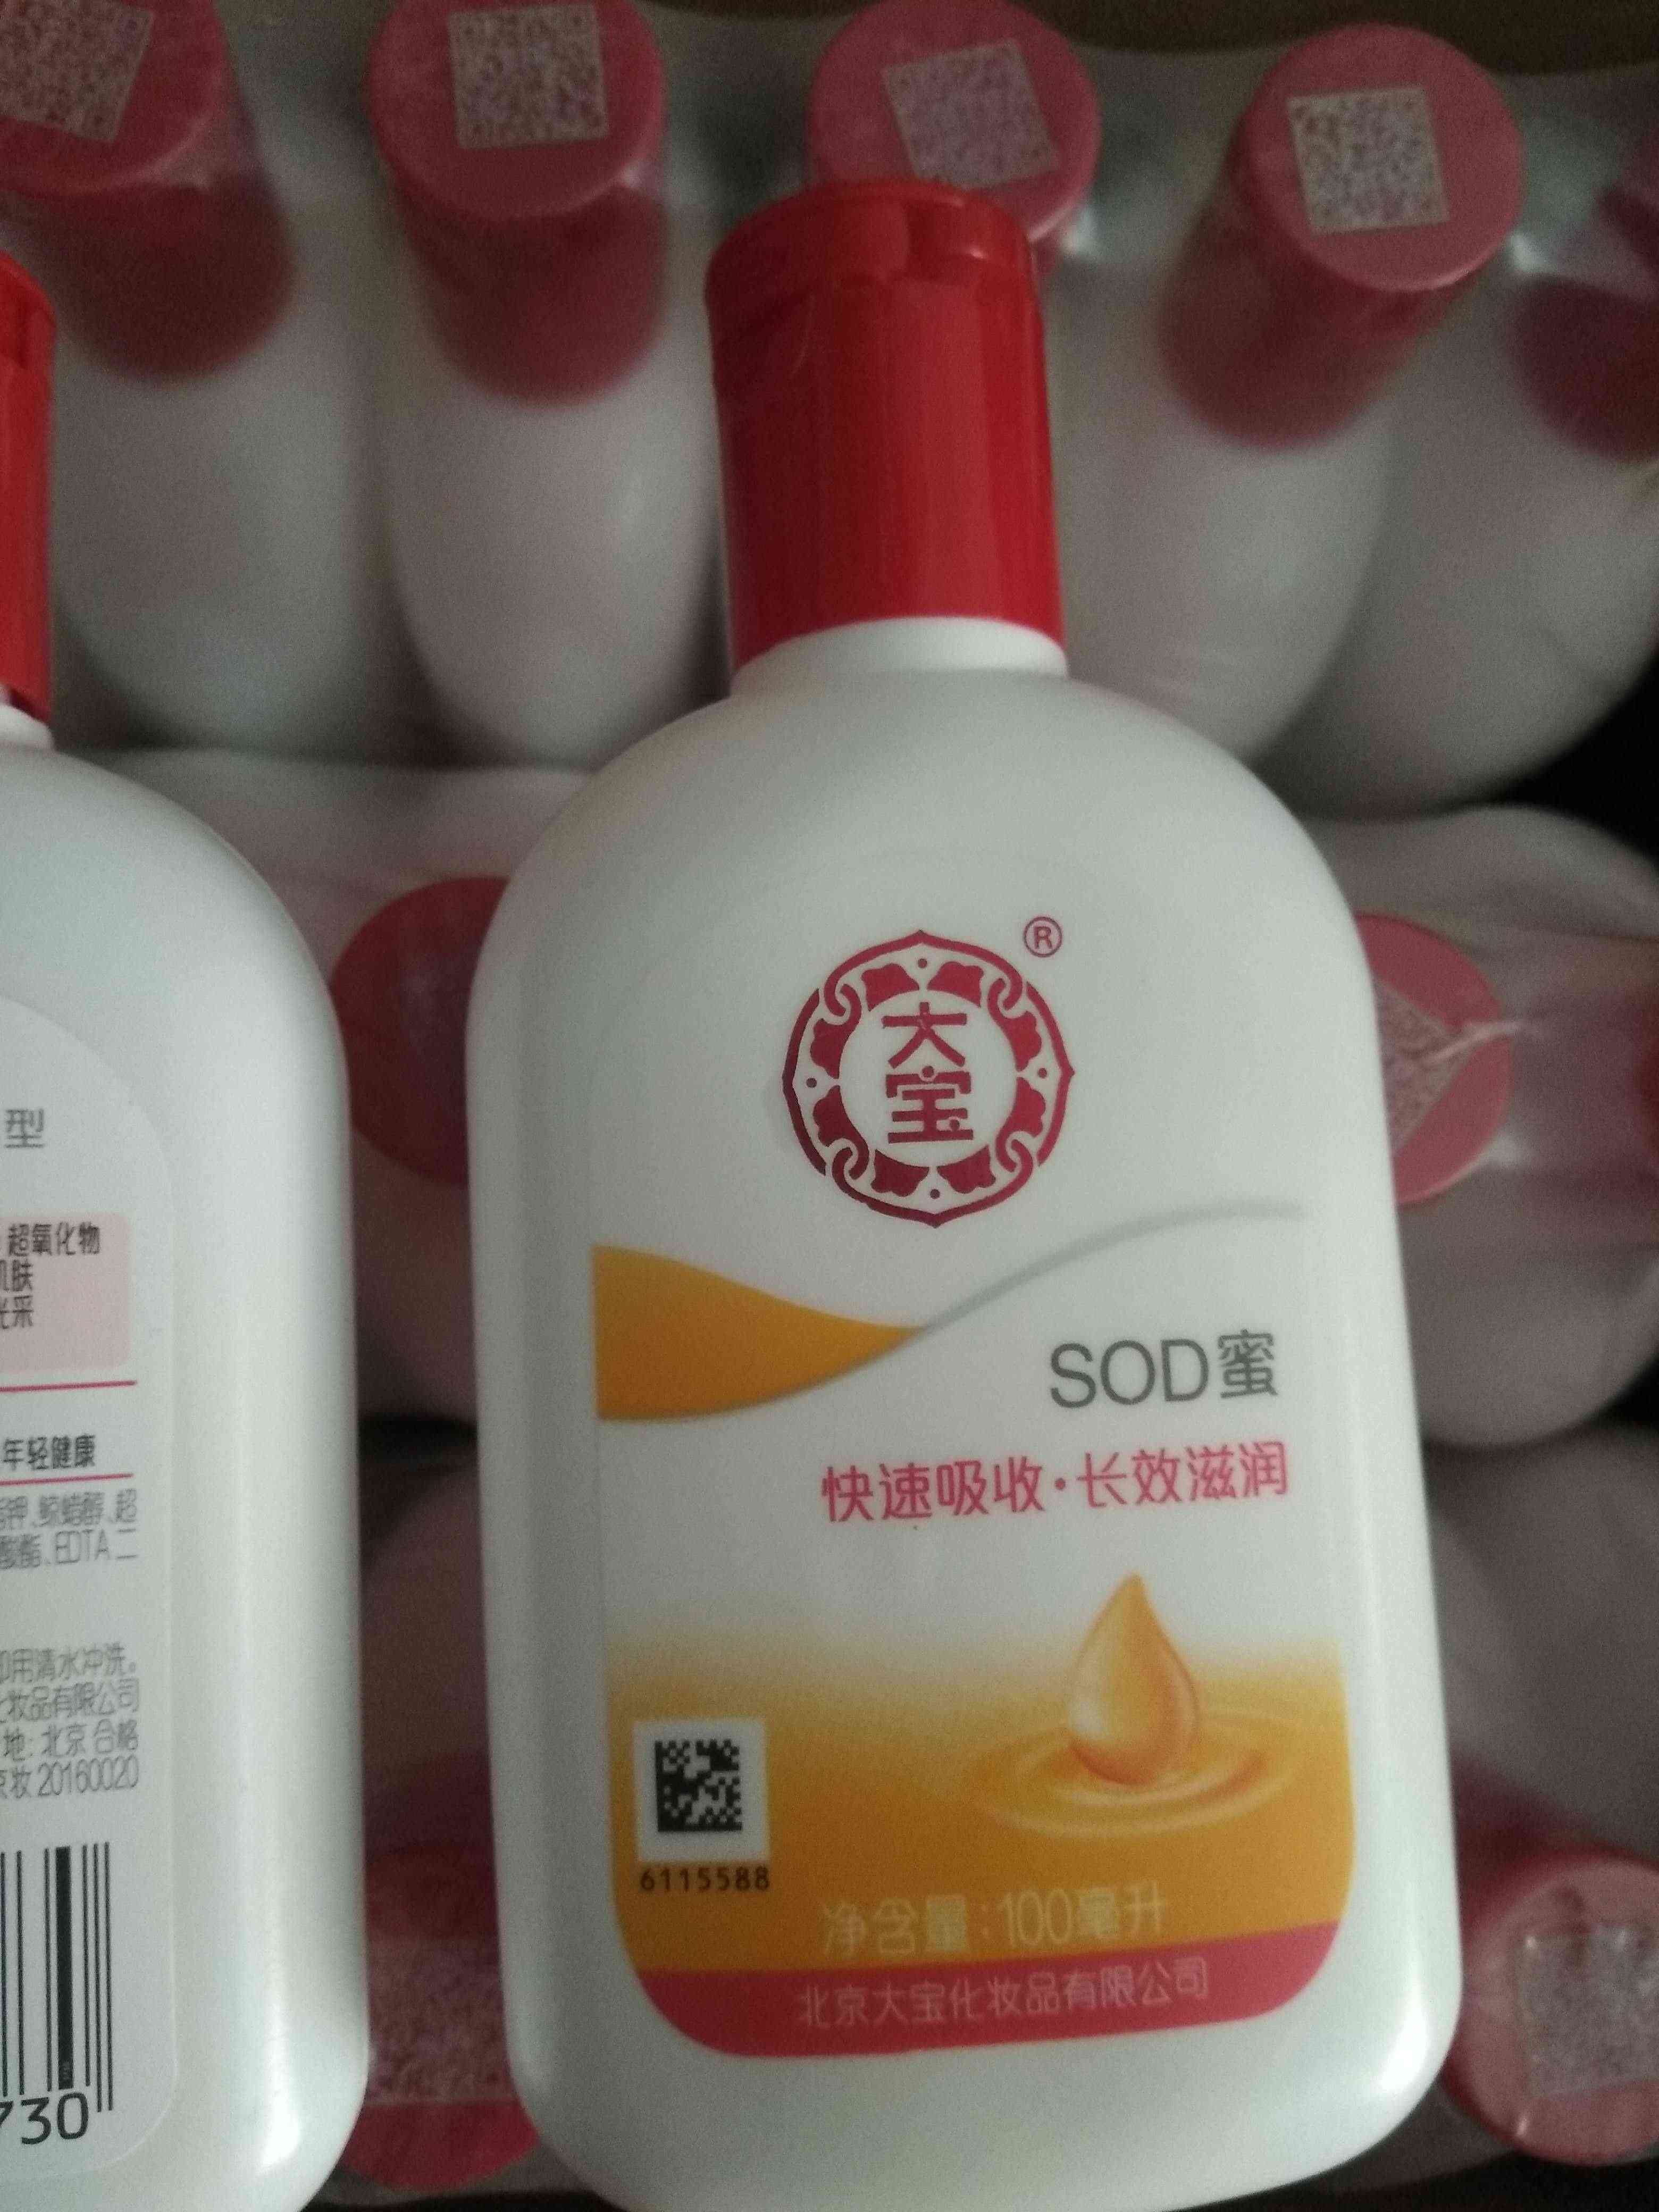 大
宝
®
SOD蜜
快速吸收·长效滋润
6115588
净含量:100毫升
北京大宝化妆品有限公司
型
超氧化物
肌肤
光采
年轻健康
钾、鲸蜡醇、超
酸酯、EDTA 二
即用清水冲洗。
化妆品有限公司
地: 北京 合格
京妆 20160020
730